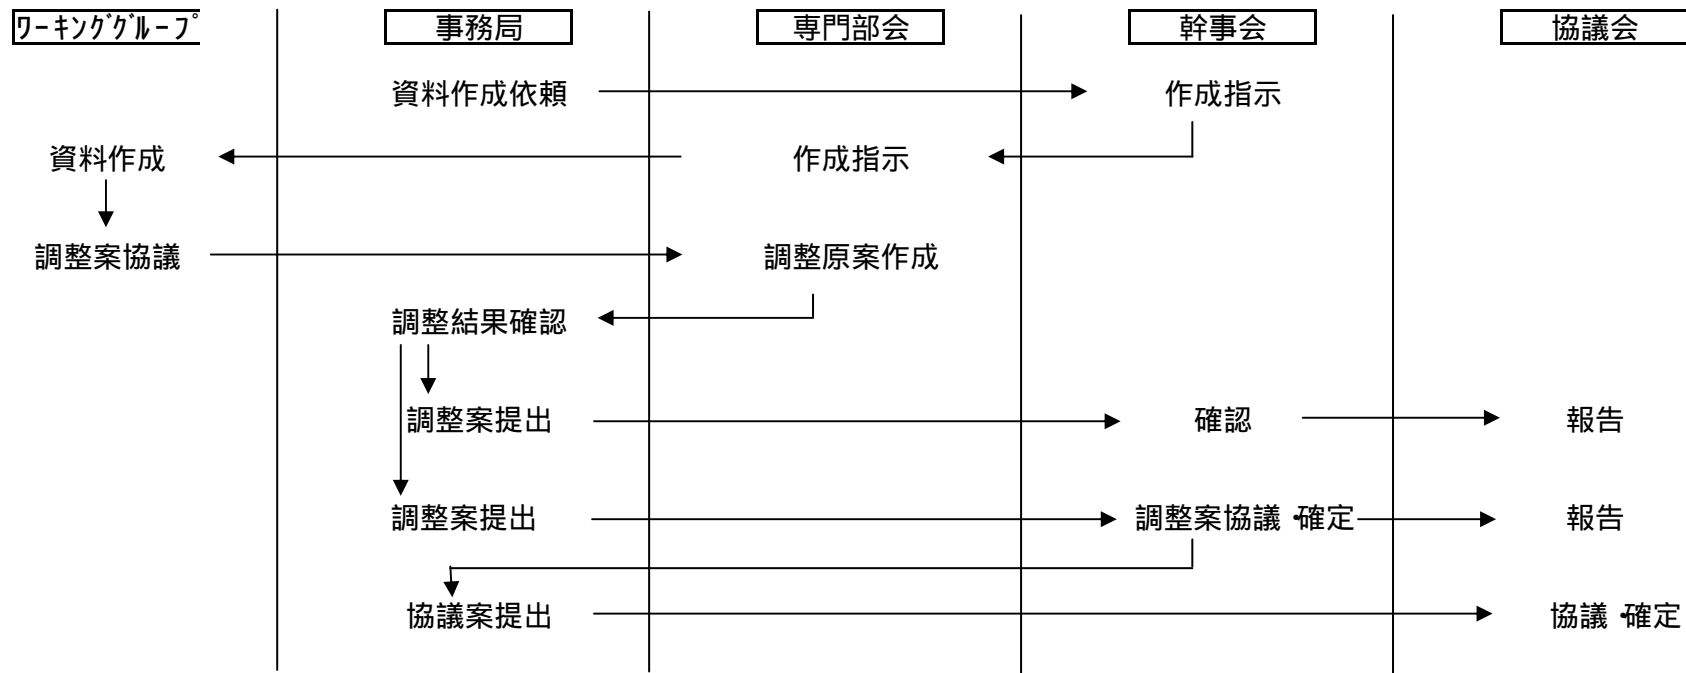 ﾜｰｷﾝｸﾞｸﾞﾙｰﾌﾟ 事務局 専門部会 幹事会 協議会
資料作成依頼 作成指示
資料作成 作成指示
調整案協議 調整原案作成
調整結果確認
調整案提出 確認 報告
調整案提出 調整案協議・確定 報告
協議案提出 協議・確定